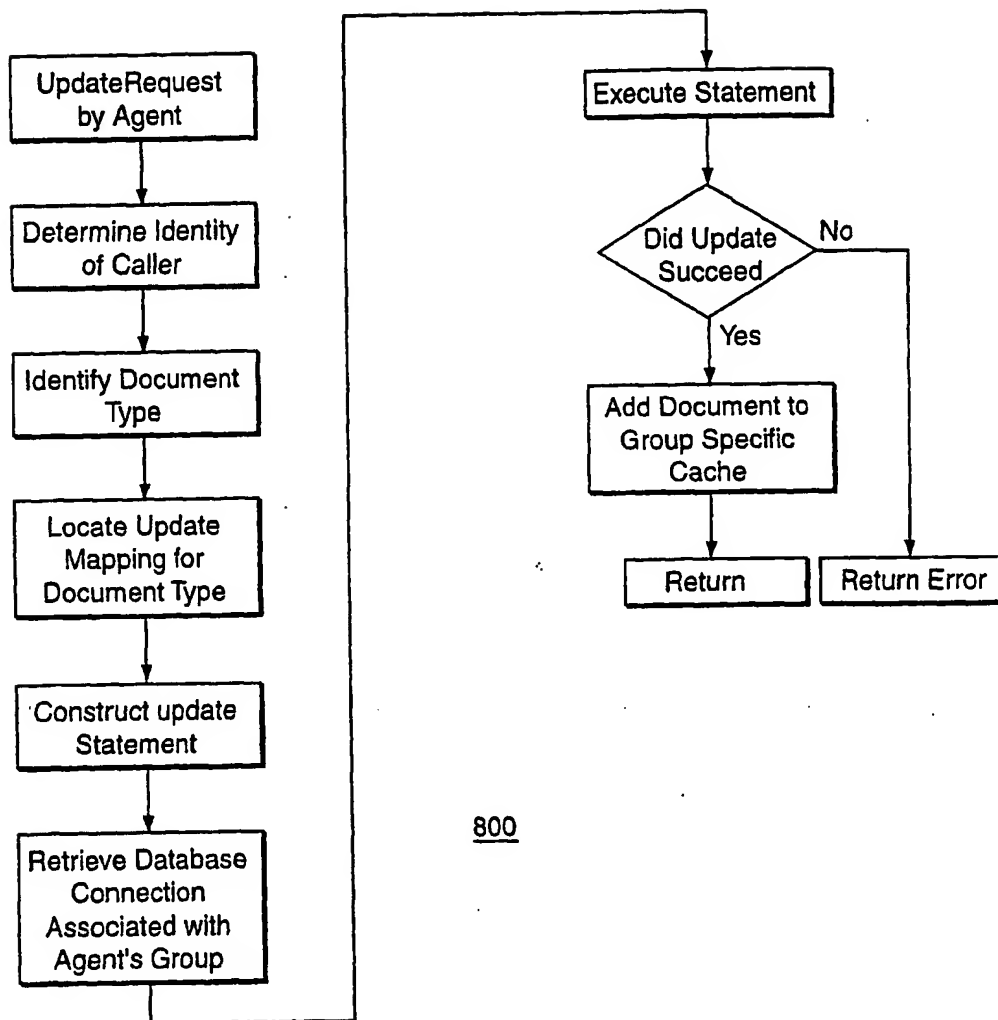 UpdateRequest
by Agent
Determine Identity
of Caller
Identify Document
Type
Locate Update
Mapping for
Document Type
Construct update
Statement
Retrieve Database
Connection
Associated with
Agent's Group
Execute Statement
Did Update
Succeed
No
Yes
Add Document to
Group Specific
Cache
Return
Return Error
800